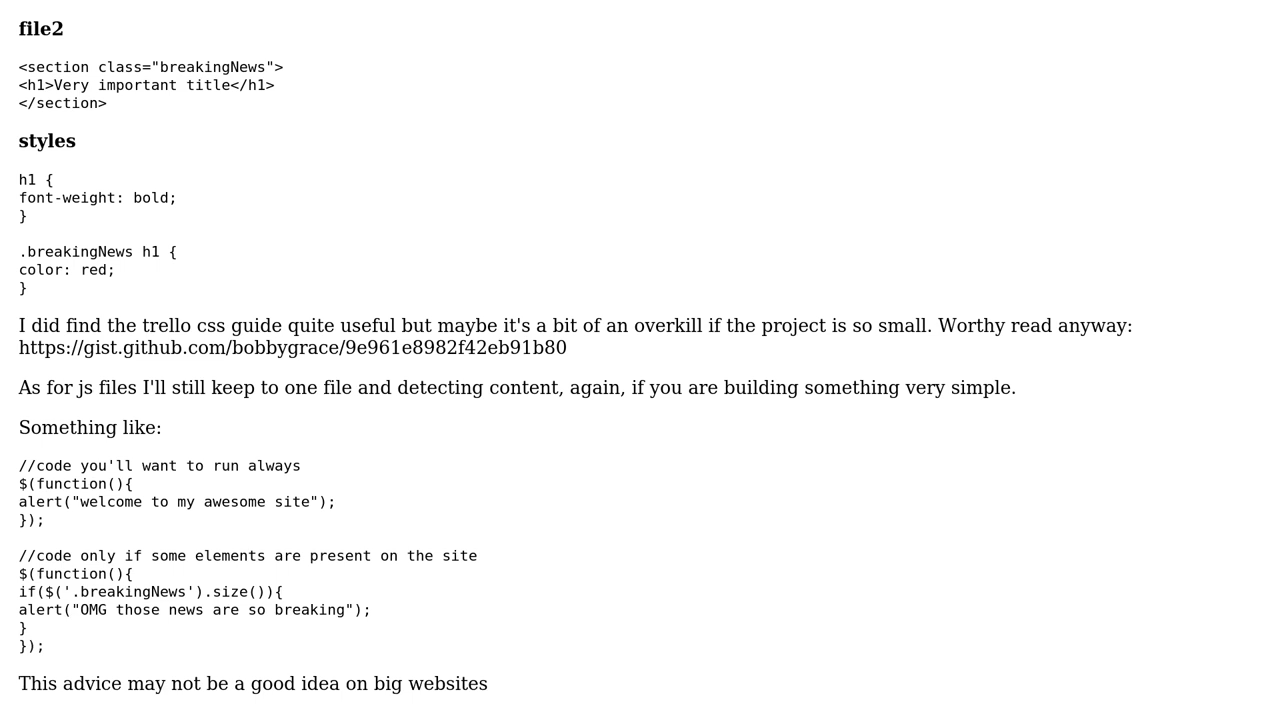 file2
<section class="breakingNews">
<h1>Very important title</h1>
</section>
styles
h1 {
font-weight: bold;
}
.breakingNews h1 {
color: red;
}
I did find the trello css guide quite useful but maybe it's a bit of an overkill if the project is so small. Worthy read anyway:
https://gist.github.com/bobbygrace/9e961e8982f42eb91b80
As for js files I'll still keep to one file and detecting content, again, if you are building something very simple.
Something like:
//code you'll want to run always
$(function(){
alert("welcome to my awesome site");
});
//code only if some elements are present on the site
$(function(){
if($('.breakingNews').size()){
alert("OMG those news are so breaking");
}
});
This advice may not be a good idea on big websites